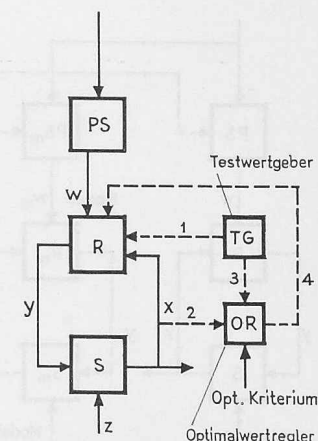 PS
w
Testwertgeber
R
1
TG
3
4
y
x
2
OR
S
z
Opt. Kriterium
Optimalwertregler